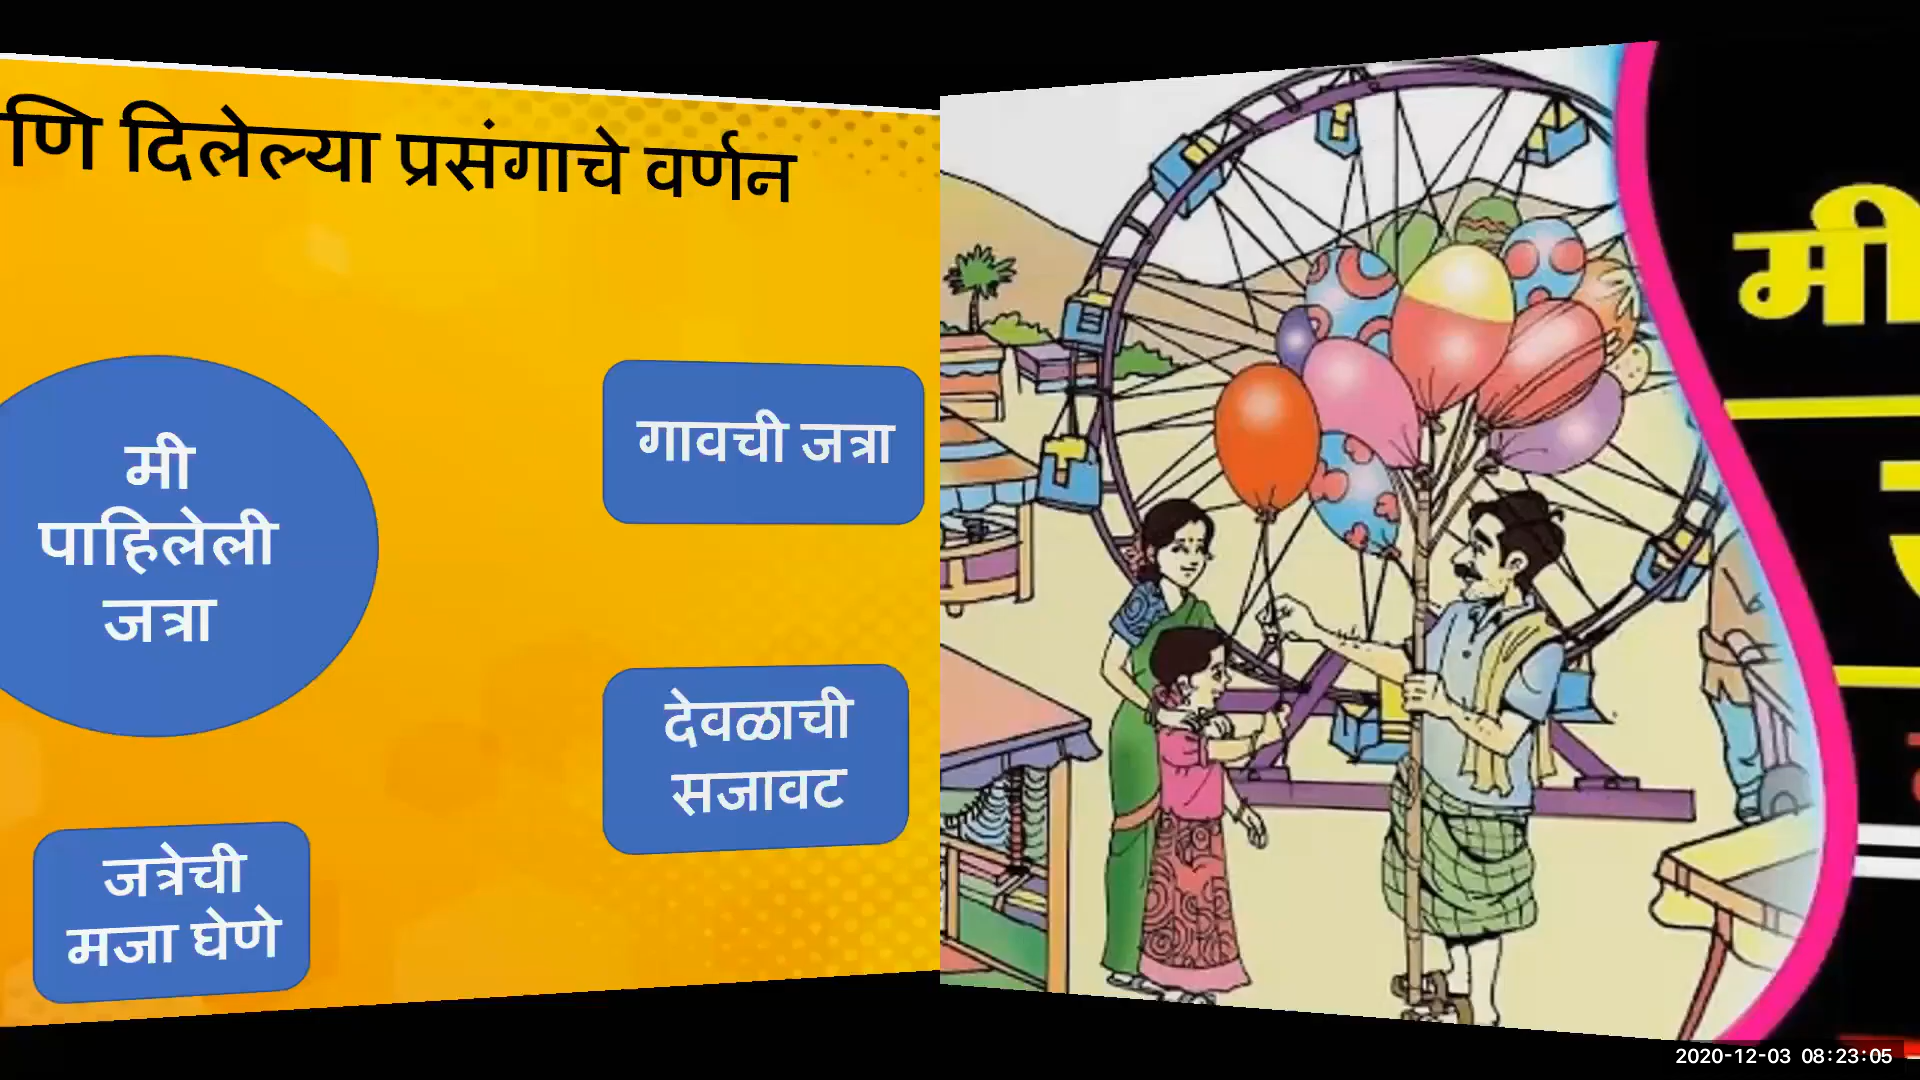 दिलेल्या प्रसंगाचे वर्णन
मी
पाहिलेली
जत्रा
गावची जत्रा
देवळाची
सजावट
जत्रेची
मजा घेणे
मी
2020-12-03 08:23:05